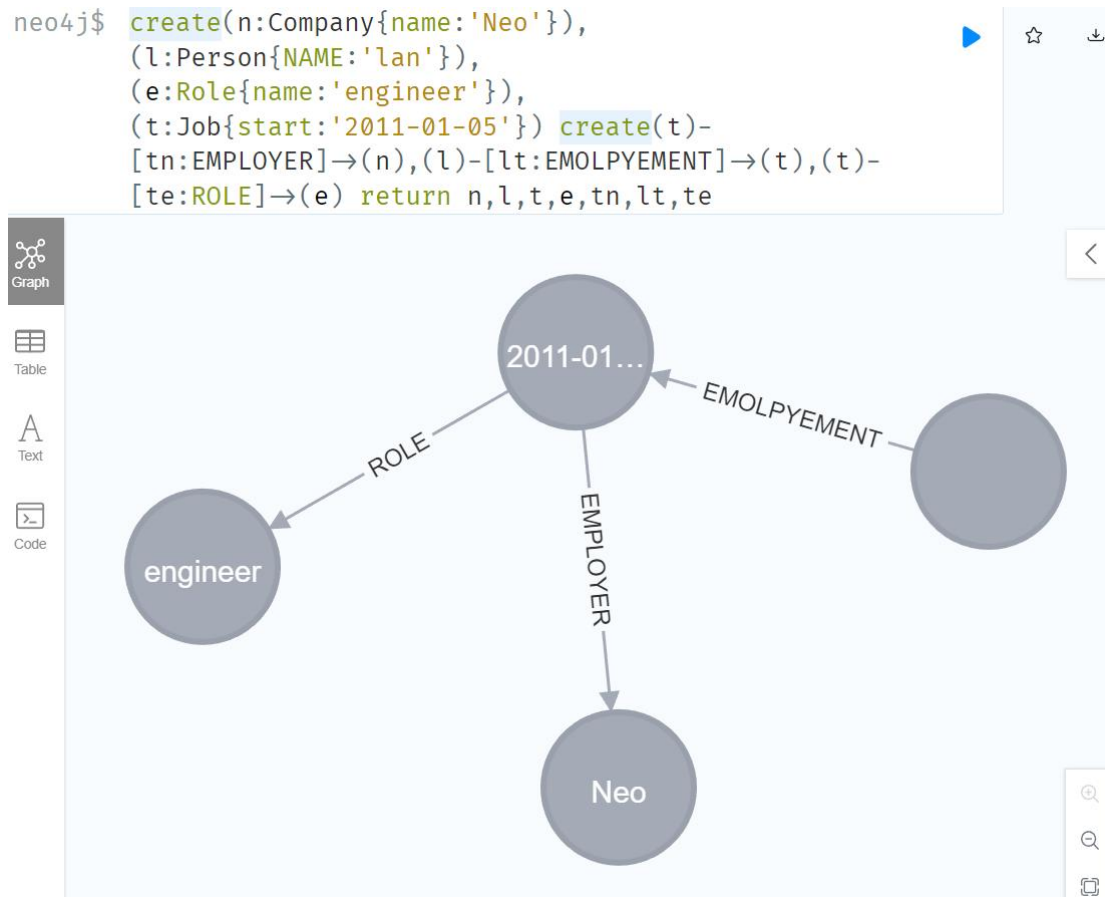 neo4j$ create(n:Company{name:'Neo'}),
(l:Person{NAME:'lan'}),
(e:Role{name:'engineer'}),
(t:Job{start:'2011-01-05'}) create(t)-
[tn:EMPLOYER]→(n),(l)-[lt:EMOLPYEMENT]→(t),(t)-
[te:ROLE]→(e) return n,l,t,e,tn,lt,te
Graph
Table
Text
Code
2011-01...
EMOLPYEMENT
ROLE
EMPLOYER
engineer
Neo